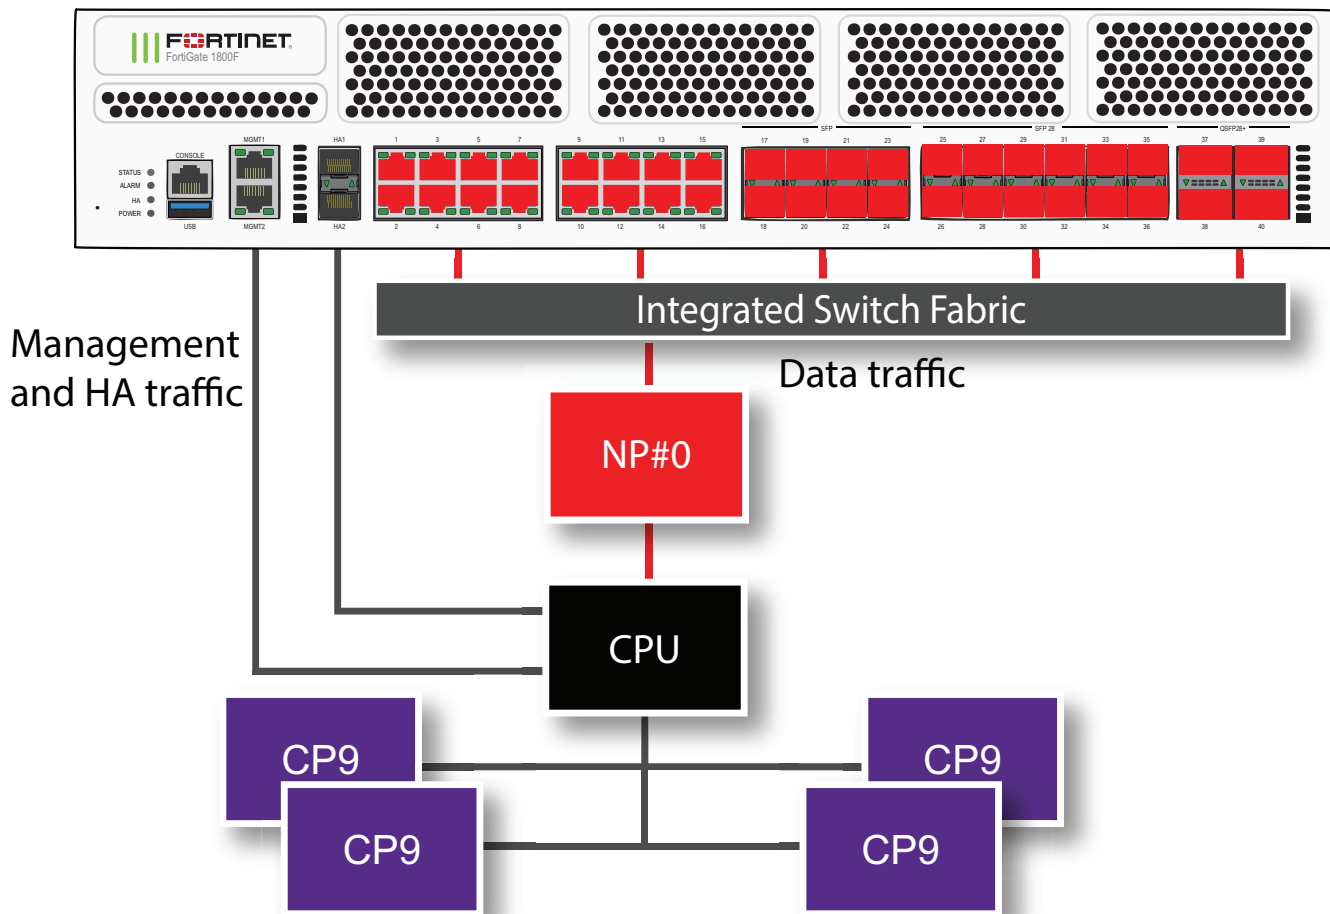 FORTINET
FortiGate 1800F
SFP SFP 28 QSFP28+
MGMT1 HA1 1 3 5 7 9 11 13 15 17 19 21 23 25 27 29 31 33 35 37 39
CONSOLE
STATUS
ALARM
HA
POWER
USB MGMT2 HA2 2 4 6 8 10 12 14 16 18 20 22 24 26 28 30 32 34 36 38 40
Integrated Switch Fabric
Management
and HA traffic
Data traffic
NP#0
CPU
CP9 CP9
CP9 CP9